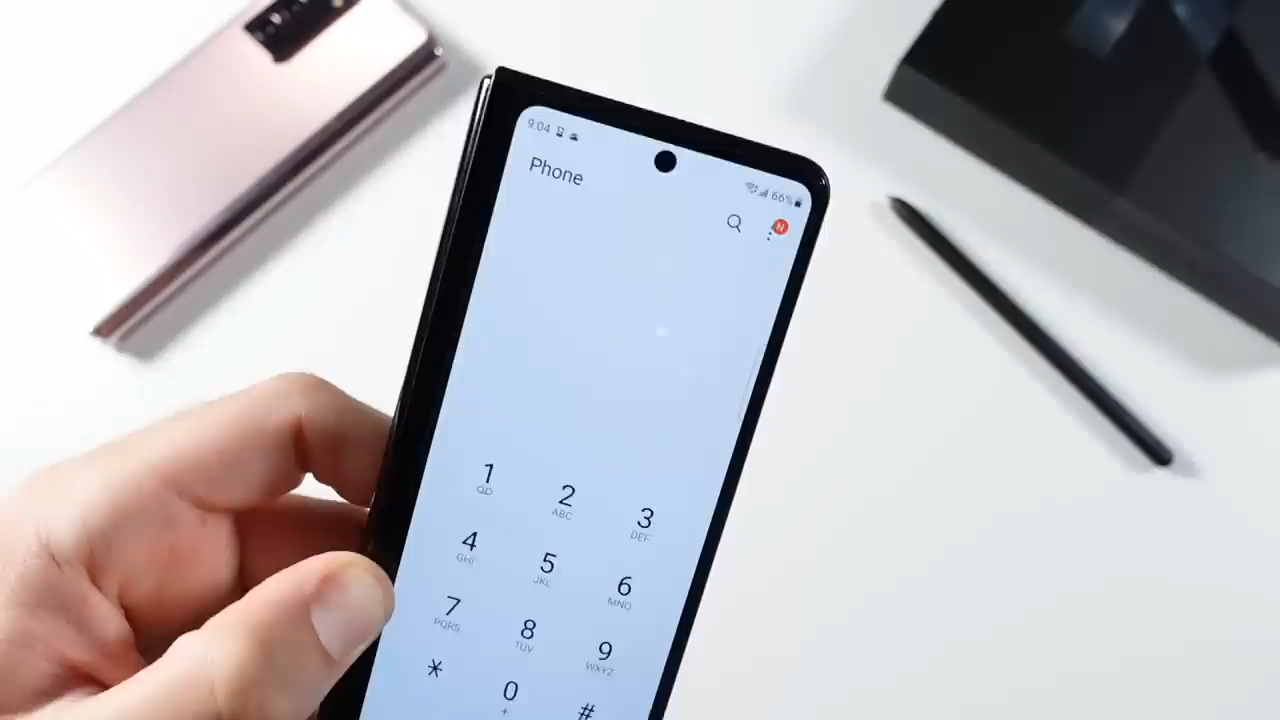 9:04 66%
Phone
N
1 2 3
ABC DEF
4 5 6
GHI JKL MNO
7 8 9
PQRS TUV WXYZ
* 0 #
+